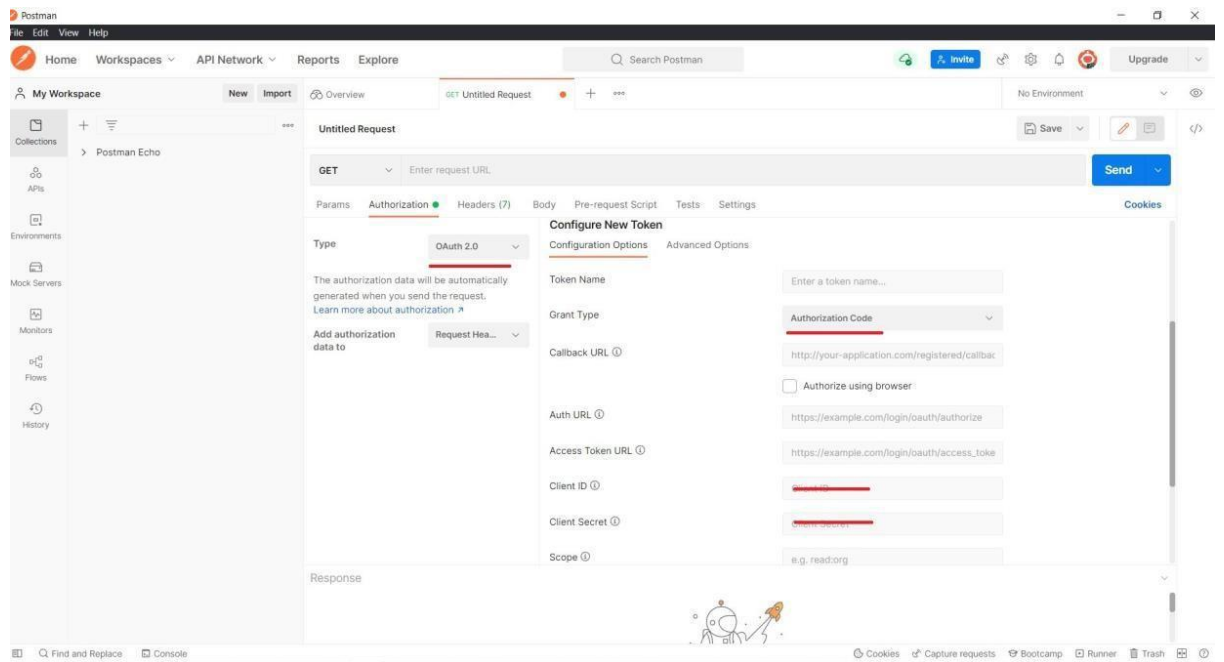 Postman
File Edit View Help
Home Workspaces API Network Reports Explore
Search Postman
Invite
Upgrade
My Workspace
New Import
Overview
GET Untitled Request
No Environment
Collections
APIs
Environments
Mock Servers
Monitors
Flows
History
Postman Echo
Untitled Request
Save
GET
Enter request URL
Send
Params Authorization Headers (7) Body Pre-request Script Tests Settings
Cookies
Type
OAuth 2.0
The authorization data will be automatically
generated when you send the request.
Learn more about authorization
Add authorization
data to
Request Hea...
Configure New Token
Configuration Options Advanced Options
Token Name
Enter a token name...
Grant Type
Authorization Code
Callback URL
http://your-application.com/registered/callbac
Authorize using browser
Auth URL
https://example.com/login/oauth/authorize
Access Token URL
https://example.com/login/oauth/access_toke
Client ID
Client ID
Client Secret
Client Secret
Scope
e.g. read:org
Response
Find and Replace Console
Cookies Capture requests Bootcamp Runner Trash